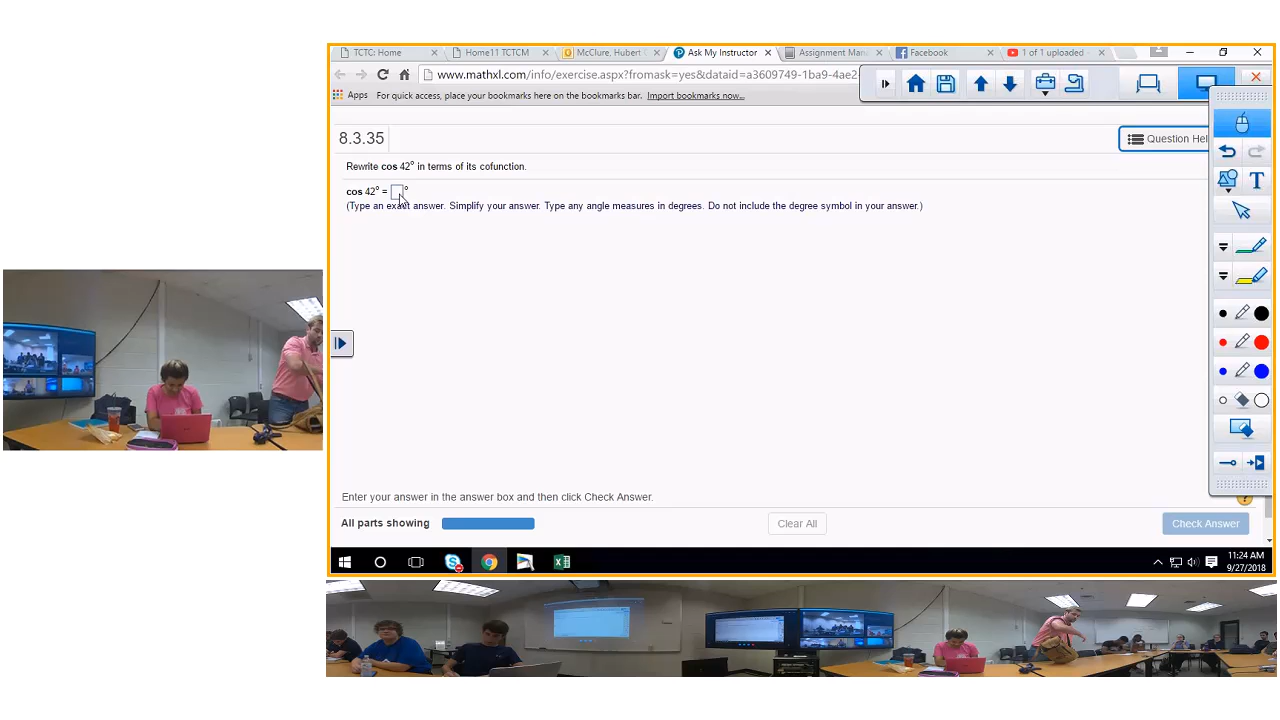 TCTC: Home
Home11 TCTCM
McClure, Hubert C
Ask My Instructor
Assignment Man
Facebook
1 of 1 uploaded -
www.mathxl.com/info/exercise.aspx?fromask=yes&dataid=a3609749-1ba9-4ae2
Apps For quick access, place your bookmarks here on the bookmarks bar. Import bookmarks now...
8.3.35
Question Hel
Rewrite cos 42° in terms of its cofunction.
cos 42° = °
(Type an exact answer. Simplify your answer. Type any angle measures in degrees. Do not include the degree symbol in your answer.)
T
Enter your answer in the answer box and then click Check Answer.
?
All parts showing
Clear All
Check Answer
11:24 AM
9/27/2018